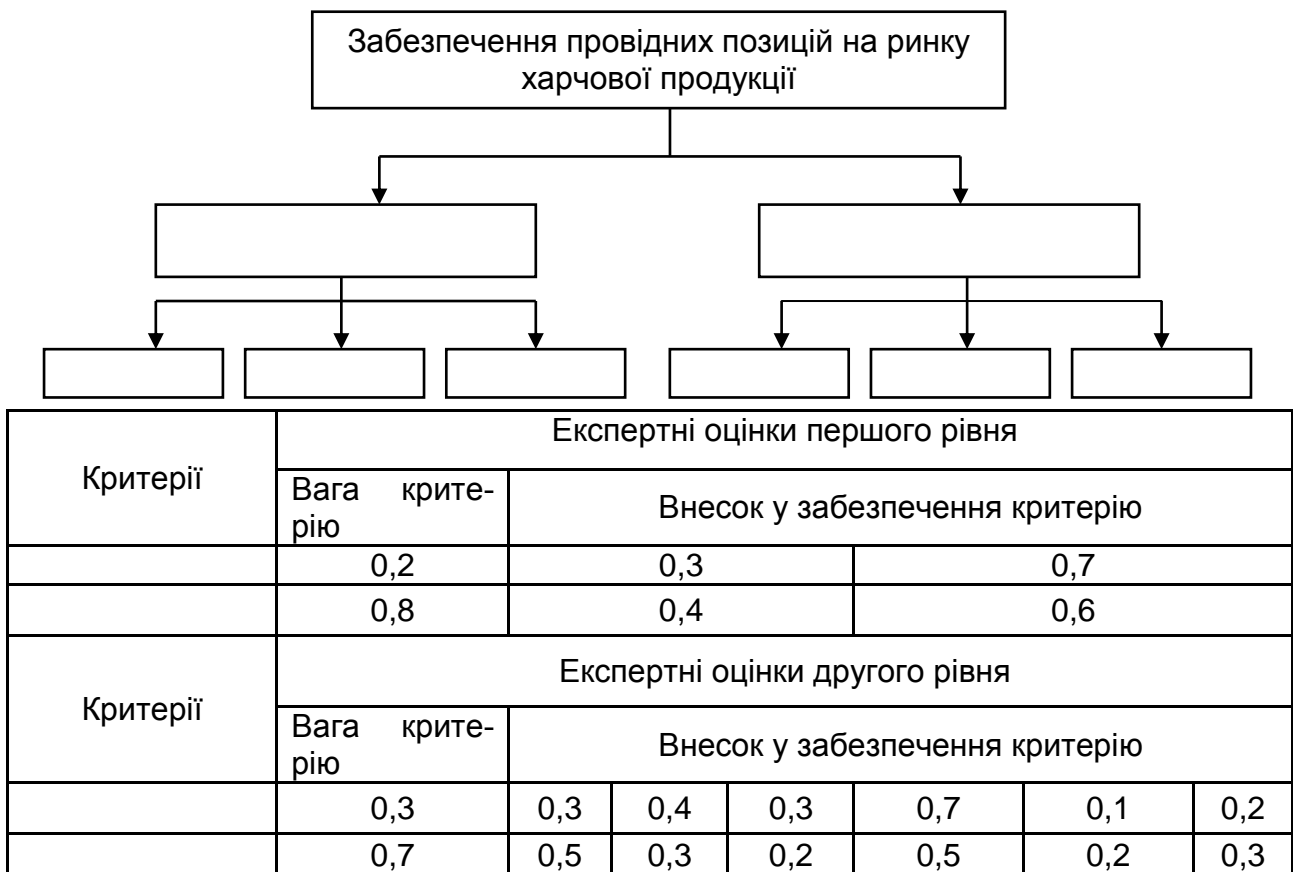 Забезпечення провідних позицій на ринку
харчової продукції
Критерії
Експертні оцінки першого рівня
Вага крите-
рію
Внесок у забезпечення критерію
0,2 0,3 0,7
0,8 0,4 0,6
Критерії
Експертні оцінки другого рівня
Вага крите-
рію
Внесок у забезпечення критерію
0,3 0,3 0,4 0,3 0,7 0,1 0,2
0,7 0,5 0,3 0,2 0,5 0,2 0,3